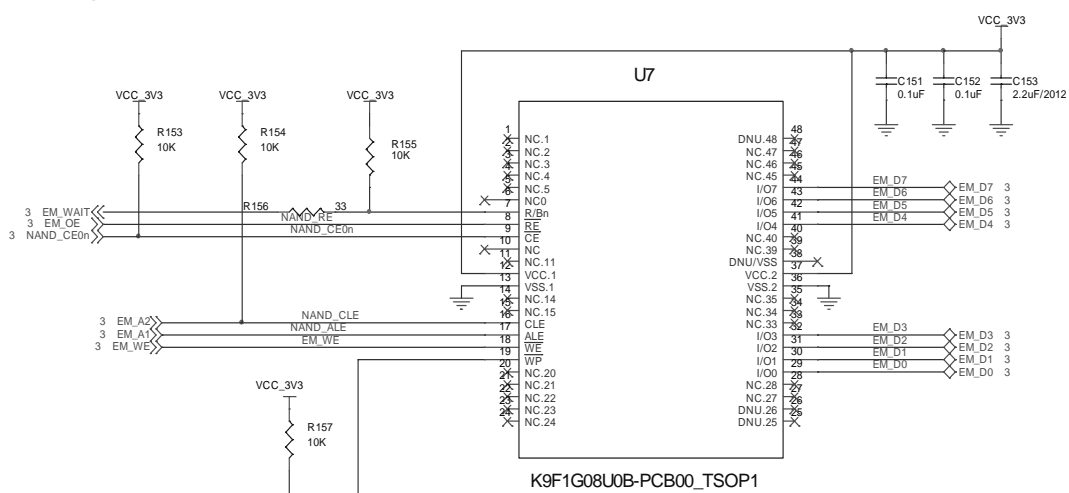 VCC_3V3
U7
C151
0.1uF
C152
0.1uF
C153
2.2uF/2012
VCC_3V3
VCC_3V3
VCC_3V3
R153
10K
R154
10K
R155
10K
1 NC.1
2 NC.2
3 NC.3
4 NC.4
5 NC.5
6 NC0
7 R/Bn
8 RE
9 CE
10 NC
11 NC.11
12 VCC.1
13 VSS.1
14 NC.14
15 NC.15
16 CLE
17 ALE
18 WE
19 WP
20 NC.20
21 NC.21
22 NC.22
23 NC.23
24 NC.24
DNU.48 48
NC.47 47
NC.46 46
NC.45 45
I/O7 44
I/O6 43
I/O5 42
I/O4 41
NC.40 40
NC.39 39
DNU/VSS 38
VCC.2 37
VSS.2 36
NC.35 35
NC.34 34
NC.33 33
I/O3 32
I/O2 31
I/O1 30
I/O0 29
NC.28 28
NC.27 27
DNU.26 26
DNU.25 25
3 EM_WAIT
R156 33
3 EM_OE
NAND_RE
3 NAND_CE0n
NAND_CE0n
3 EM_A2
NAND_CLE
3 EM_A1
NAND_ALE
3 EM_WE
EM_WE
EM_D7 EM_D7 3
EM_D6 EM_D6 3
EM_D5 EM_D5 3
EM_D4 EM_D4 3
EM_D3 EM_D3 3
EM_D2 EM_D2 3
EM_D1 EM_D1 3
EM_D0 EM_D0 3
VCC_3V3
R157
10K
K9F1G08U0B-PCB00_TSOP1